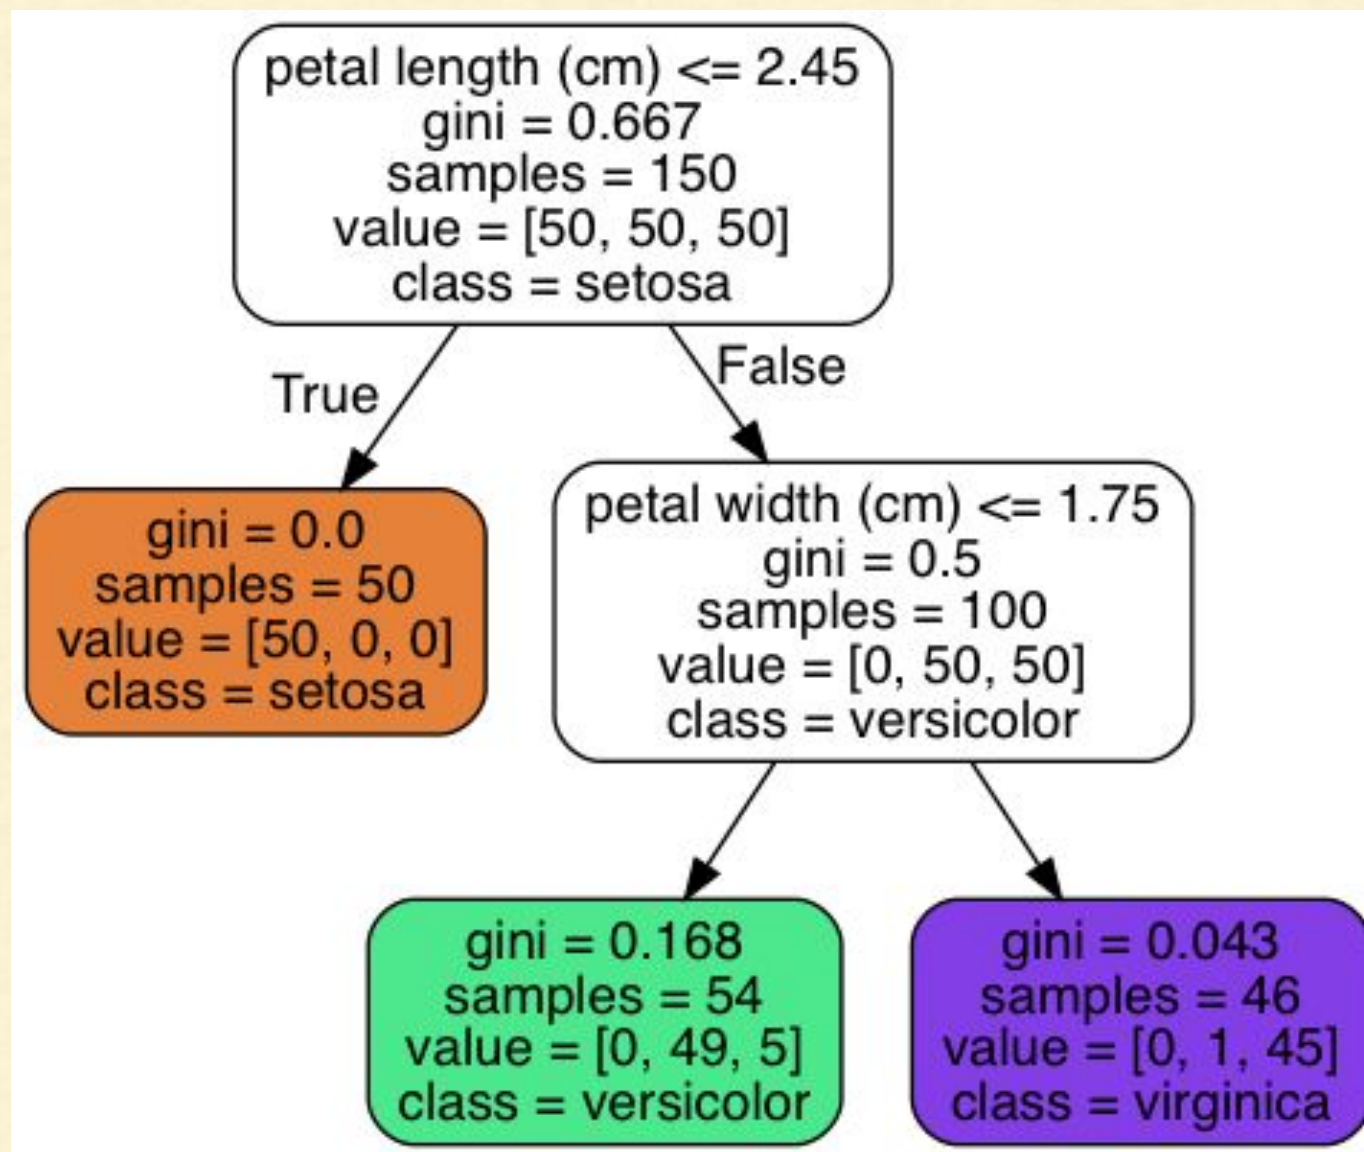 petal length (cm) <= 2.45
gini = 0.667
samples = 150
value = [50, 50, 50]
class = setosa
True
False
gini = 0.0
samples = 50
value = [50, 0, 0]
class = setosa
petal width (cm) <= 1.75
gini = 0.5
samples = 100
value = [0, 50, 50]
class = versicolor
gini = 0.168
samples = 54
value = [0, 49, 5]
class = versicolor
gini = 0.043
samples = 46
value = [0, 1, 45]
class = virginica